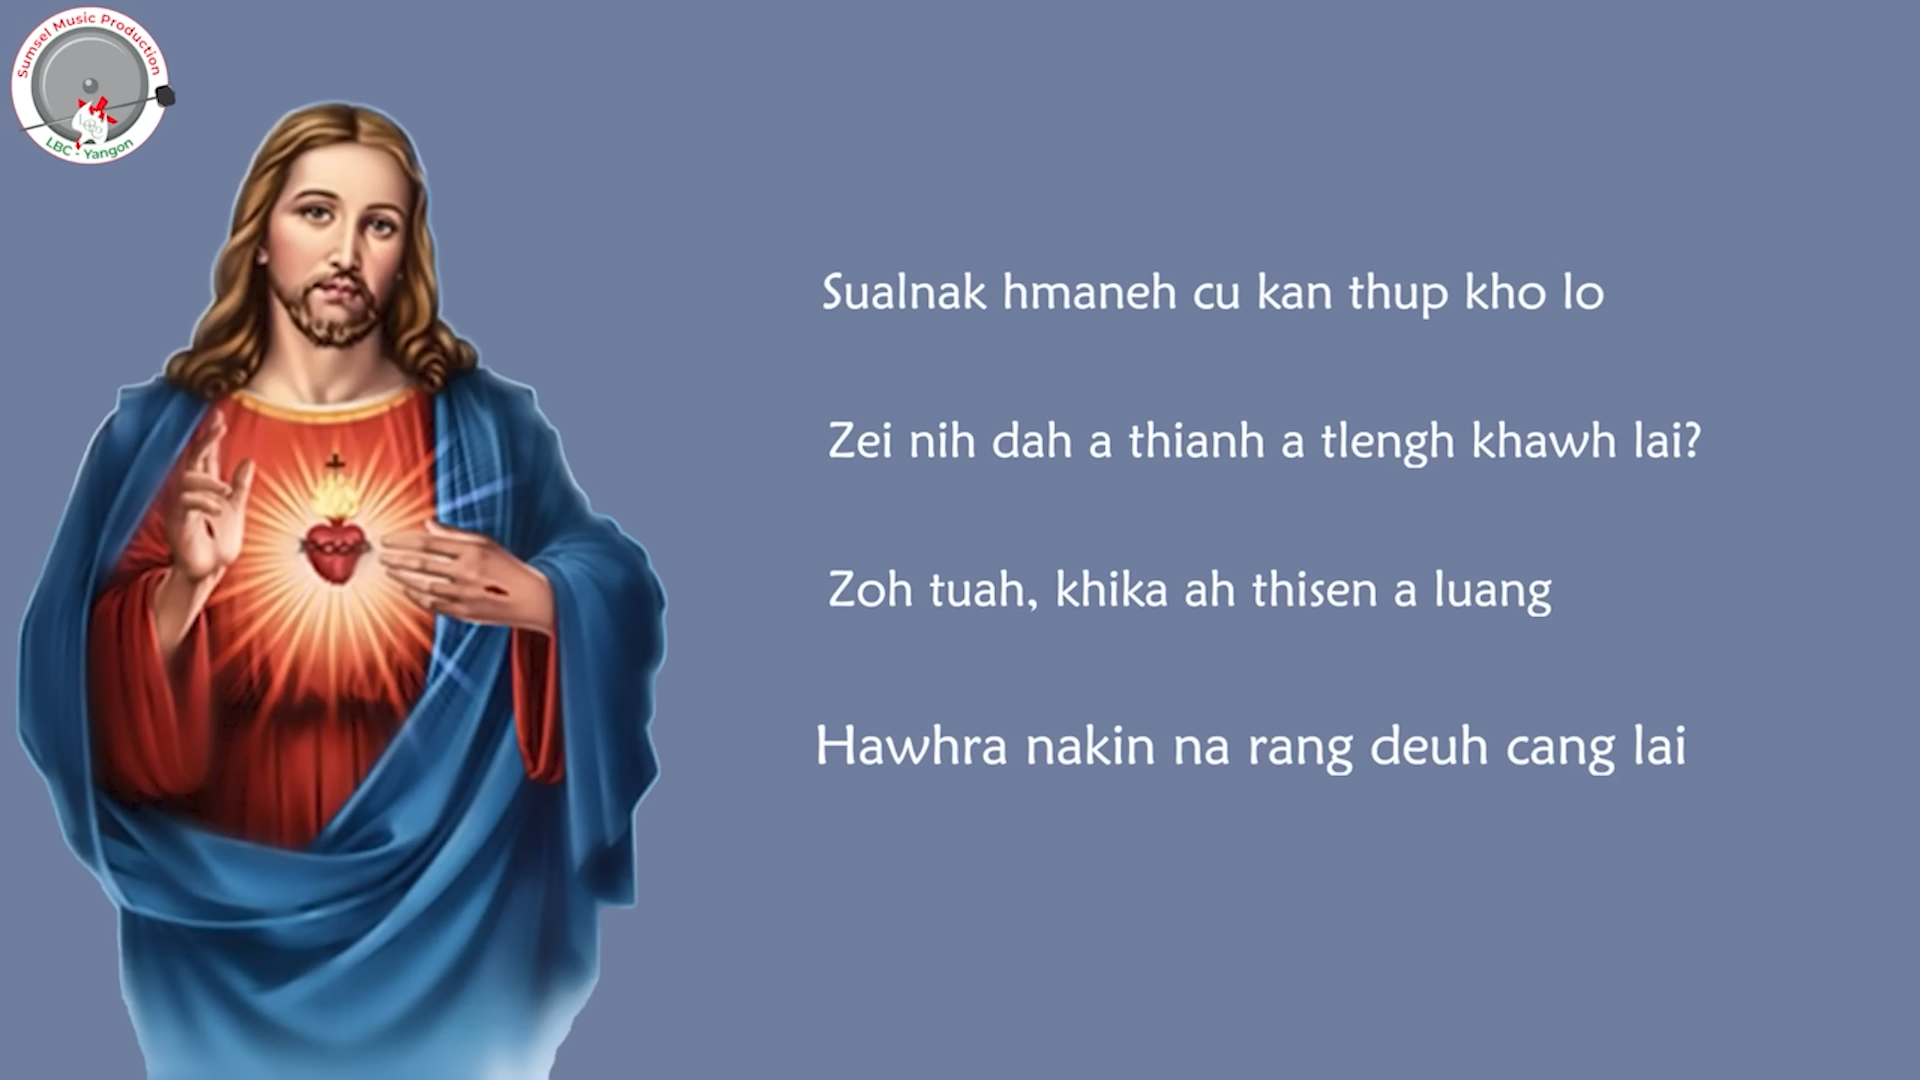 Sumsel Music Production
LBC - Yangon
Sualnak hmaneh cu kan thup kho lo
Zei nih dah a thianh a tlengh khawh lai?
Zoh tuah, khika ah thisen a luang
Hawhra nakin na rang deuh cang lai